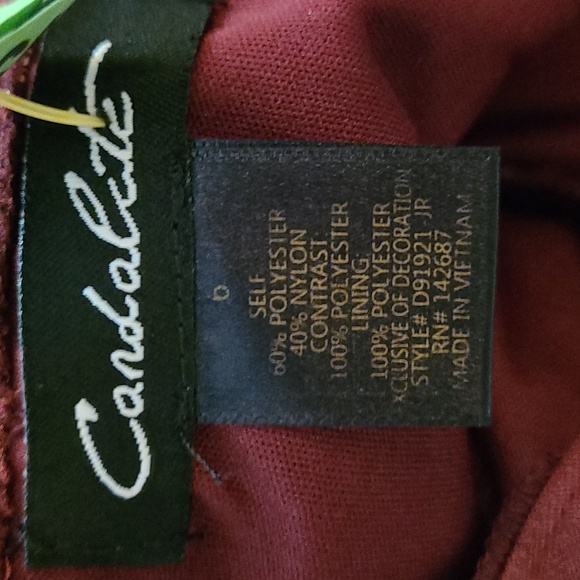 Candalite
6
SELF
60% POLYESTER
40% NYLON
CONTRAST
100% POLYESTER
LINING:
100% POLYESTER
XCLUSIVE OF DECORATION
STYLE# D91921 JR
RN# 142687
MADE IN VIETNAM